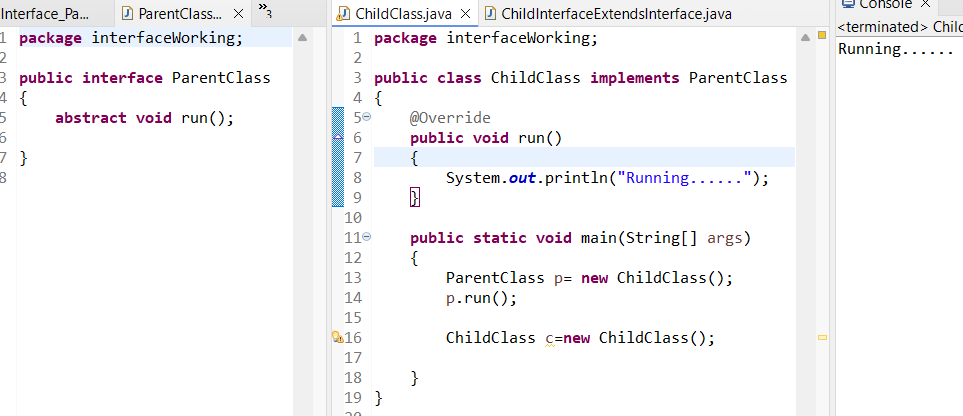 Interface_Pa...
ParentClass...
»3
1 package interfaceWorking;
2
3 public interface ParentClass
4 {
5 abstract void run();
6
7 }
8
ChildClass.java
ChildInterfaceExtendsInterface.java
1 package interfaceWorking;
2
3 public class ChildClass implements ParentClass
4 {
5 @Override
6 public void run()
7 {
8 System.out.println("Running......");
9 }
10
11 public static void main(String[] args)
12 {
13 ParentClass p= new ChildClass();
14 p.run();
15
16 ChildClass c=new ChildClass();
17
18 }
19 }
20
Console
<terminated> Child
Running......